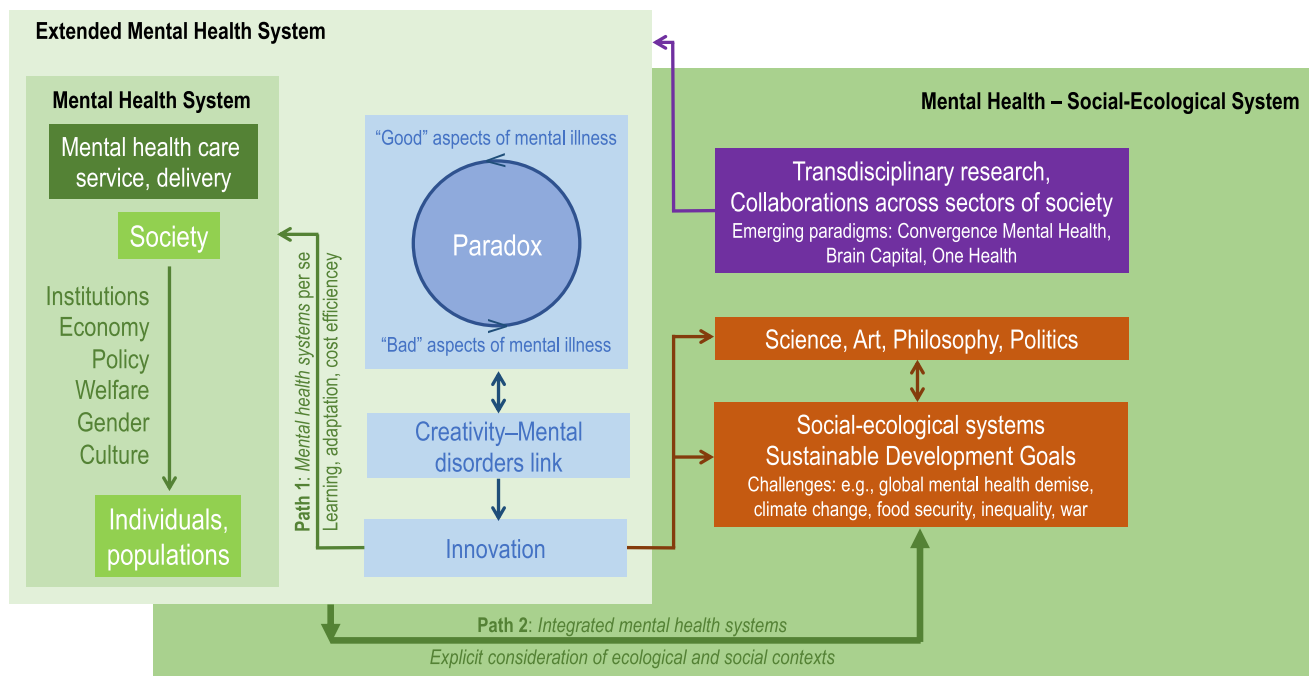 Extended Mental Health System
Mental Health System
Mental health care
service, delivery
Society
Institutions
Economy
Policy
Welfare
Gender
Culture
Individuals,
populations
Path 1: Mental health systems per se
Learning, adaptation, cost efficiencey
“Good” aspects of mental illness
Paradox
“Bad” aspects of mental illness
Creativity–Mental
disorders link
Innovation
Mental Health – Social-Ecological System
Transdisciplinary research,
Collaborations across sectors of society
Emerging paradigms: Convergence Mental Health,
Brain Capital, One Health
Science, Art, Philosophy, Politics
Social-ecological systems
Sustainable Development Goals
Challenges: e.g., global mental health demise,
climate change, food security, inequality, war
Path 2: Integrated mental health systems
Explicit consideration of ecological and social contexts